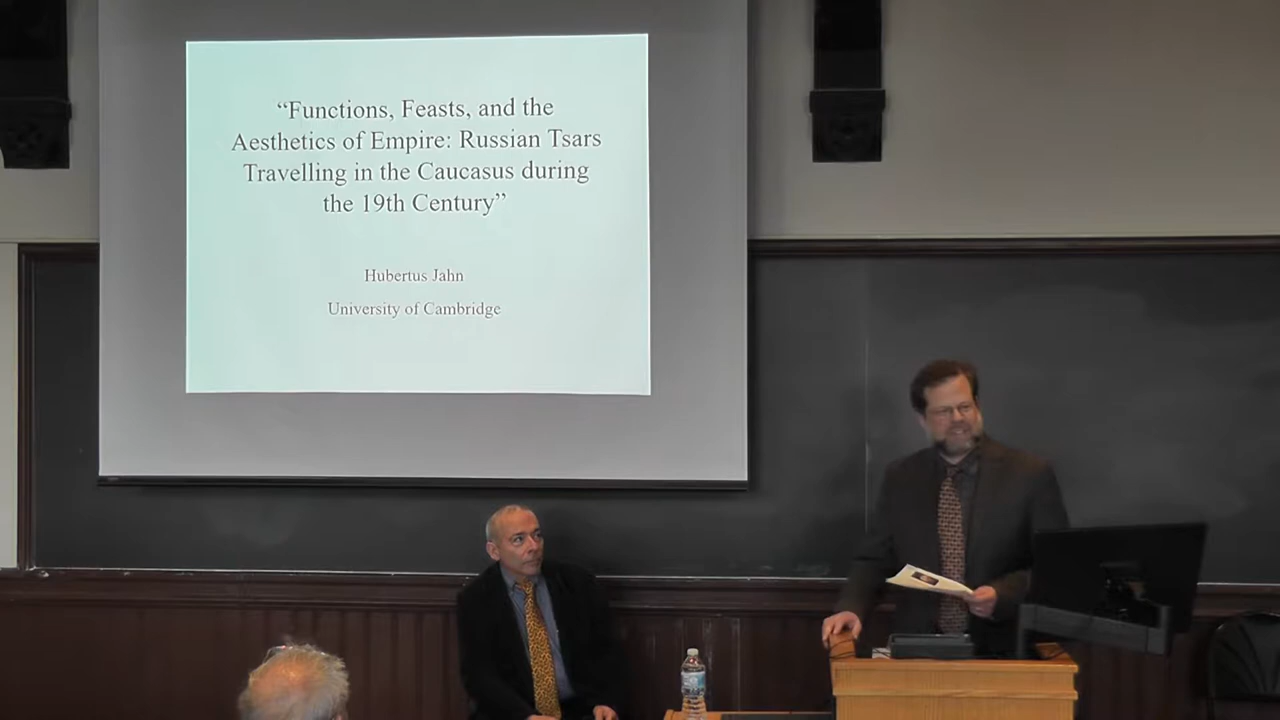 “Functions, Feasts, and the
Aesthetics of Empire: Russian Tsars
Travelling in the Caucasus during
the 19th Century”
Hubertus Jahn
University of Cambridge